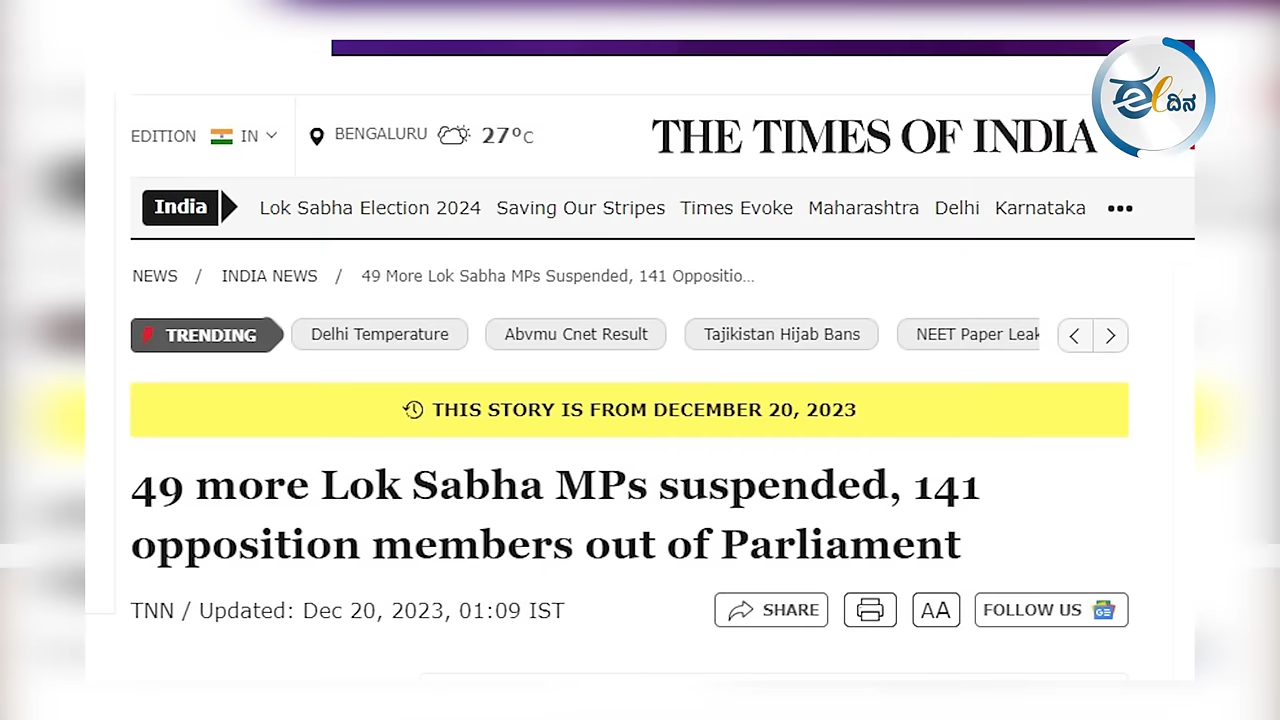 EDITION IN BENGALURU 27°C THE TIMES OF INDIA
eದಿನ
India Lok Sabha Election 2024 Saving Our Stripes Times Evoke Maharashtra Delhi Karnataka •••
NEWS / INDIA NEWS / 49 More Lok Sabha MPs Suspended, 141 Oppositio...
TRENDING Delhi Temperature Abvmu Cnet Result Tajikistan Hijab Bans NEET Paper Leak
THIS STORY IS FROM DECEMBER 20, 2023
49 more Lok Sabha MPs suspended, 141
opposition members out of Parliament
TNN / Updated: Dec 20, 2023, 01:09 IST SHARE AA FOLLOW US